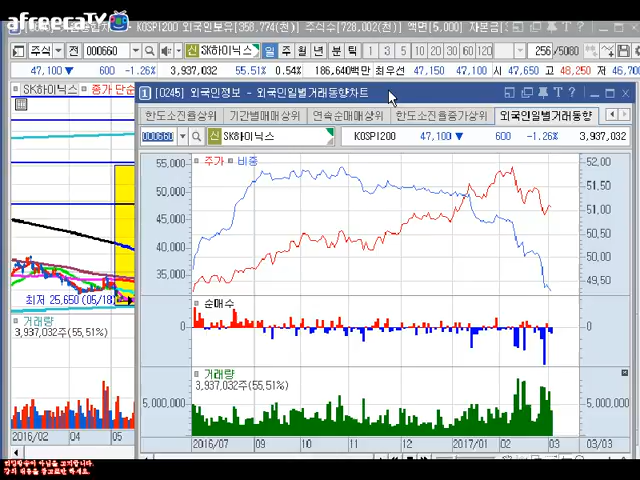 afreecaTV
KOSPI200 외국인보유[358,774(천)] 주식수[728,002(천)] 액면[5,000] 자본금
주식 000660 신 SK하이닉스 일 주 월 년 분 틱 1 3 5 10 20 30 60 120 256 /5080
47,100 ▼ 600 -1.26% 3,937,032 55.51% 0.54% 186,640백만 최우선 47,150 47,100 시 47,650 고 48,250 저 46,70
SK하이닉스 종가 단순
[0245] 외국인정보 - 외국인일별거래동향차트
한도소진율상위 기간별매매상위 연속순매매상위 한도소진율증가상위 외국인일별거래동향
000660 신 SK하이닉스 KOSPI200 47,100 ▼ 600 -1.26% 3,937,032
주가 비중
55,000 52,00
50,000 51,50
45,000 51,00
40,000 50,50
50,00
35,000 49,50
최저 25,650 (05/18)
순매수
0 0
거래량
3,937,032주(55,51%)
거래량
3,937,032주(55,51%)
5,000,000 5,000,00
2016/02 04 05
2016/07 09 10 11 12 2017/01 02 03 03/03